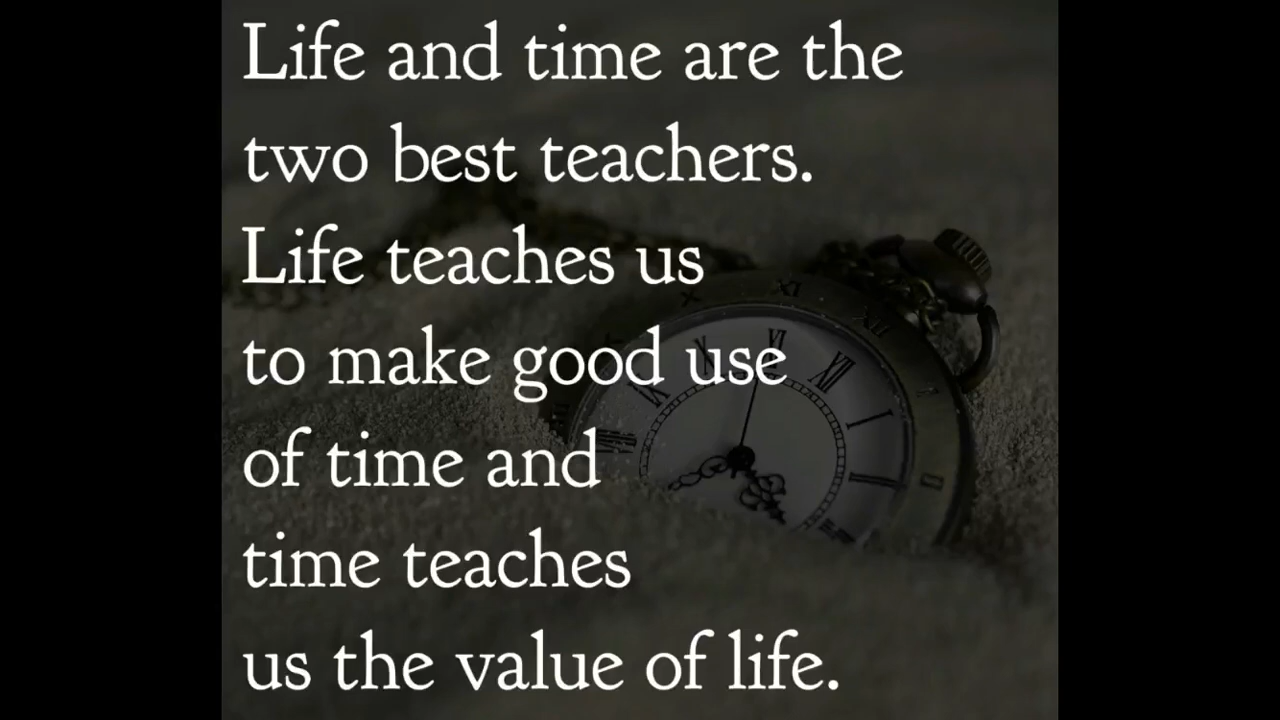 Life and time are the
two best teachers.
Life teaches us
to make good use
of time and
time teaches
us the value of life.